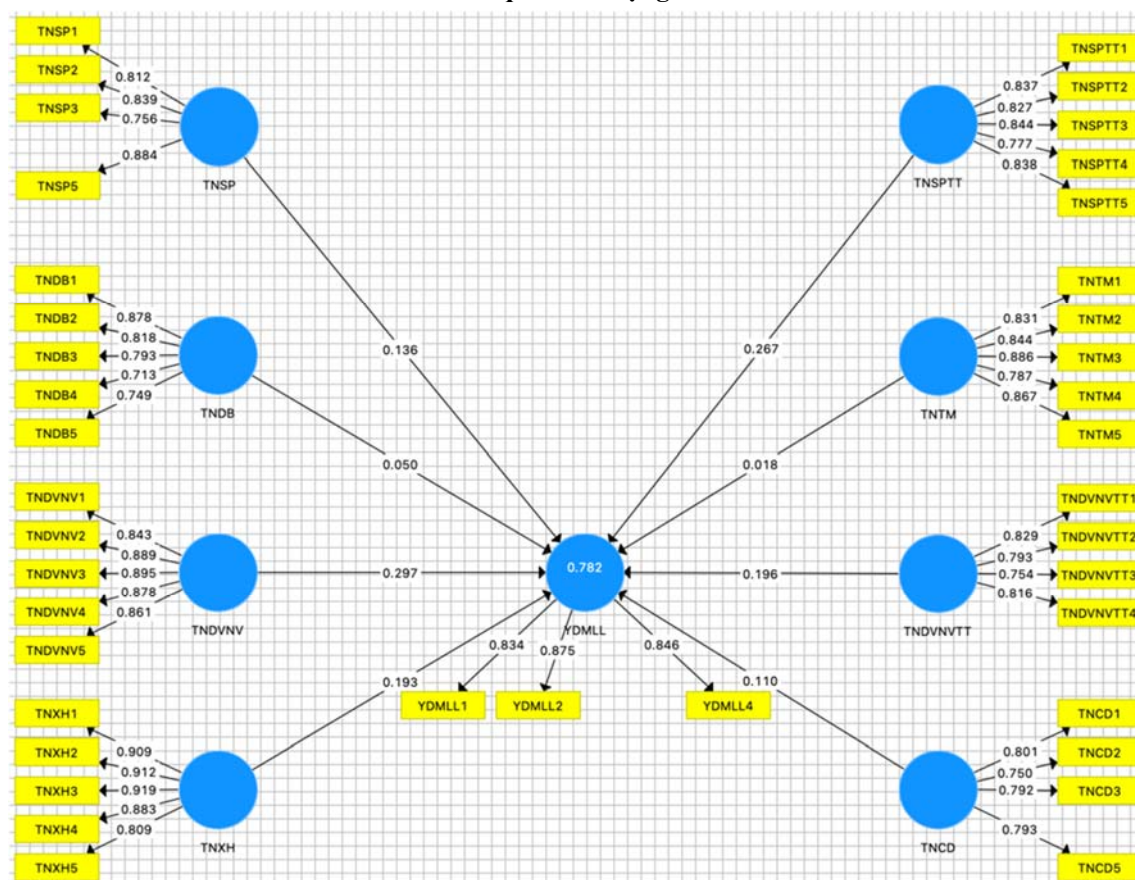 TNSP1
TNSP2
TNSP3
TNSP5
0.812
0.839
0.756
0.884
TNSP
TNSPTT1
TNSPTT2
TNSPTT3
TNSPTT4
TNSPTT5
0.837
0.827
0.844
0.777
0.838
TNSPTT
0.136
0.267
TNDB1
TNDB2
TNDB3
TNDB4
TNDB5
0.878
0.818
0.793
0.713
0.749
TNDB
TNTM1
TNTM2
TNTM3
TNTM4
TNTM5
0.831
0.844
0.886
0.787
0.867
TNTM
0.050
0.018
TNDVNV1
TNDVNV2
TNDVNV3
TNDVNV4
TNDVNV5
0.843
0.889
0.895
0.878
0.861
TNDVNV
0.297
0.782
YDMLL
0.196
TNDVNVTT1
TNDVNVTT2
TNDVNVTT3
TNDVNVTT4
0.829
0.793
0.754
0.816
TNDVNVTT
0.834
0.875
0.846
YDMLL1
YDMLL2
YDMLL4
0.193
0.110
TNXH1
TNXH2
TNXH3
TNXH4
TNXH5
0.909
0.912
0.919
0.883
0.809
TNXH
TNCD1
TNCD2
TNCD3
TNCD5
0.801
0.750
0.792
0.793
TNCD